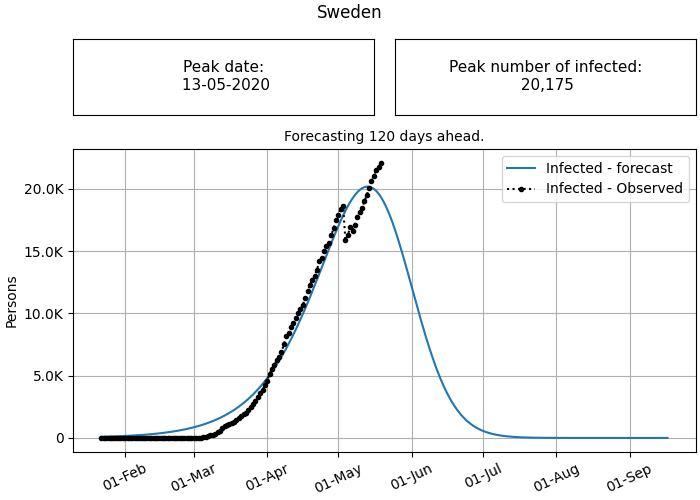 Sweden
Peak date:
13-05-2020
Peak number of infected:
20,175
Forecasting 120 days ahead.
Infected - forecast
Infected - Observed
Persons
20.0K
15.0K
10.0K
5.0K
0
01-Feb
01-Mar
01-Apr
01-May
01-Jun
01-Jul
01-Aug
01-Sep